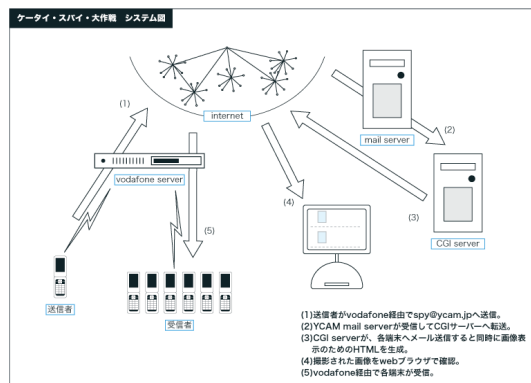 ケータイ・スパイ・大作戦　システム図
(1)
internet
mail server
(2)
vodafone server
(3)
CGI server
(4)
(5)
送信者
受信者
(1)送信者がvodafone経由でspy@ycam.jpへ送信。
(2)YCAM mail serverが受信してCGIサーバーへ転送。
(3)CGI serverが、各端末へメール送信すると同時に画像表
示のためのHTMLを生成。
(4)撮影された画像をwebブラウザで確認。
(5)vodafone経由で各端末が受信。